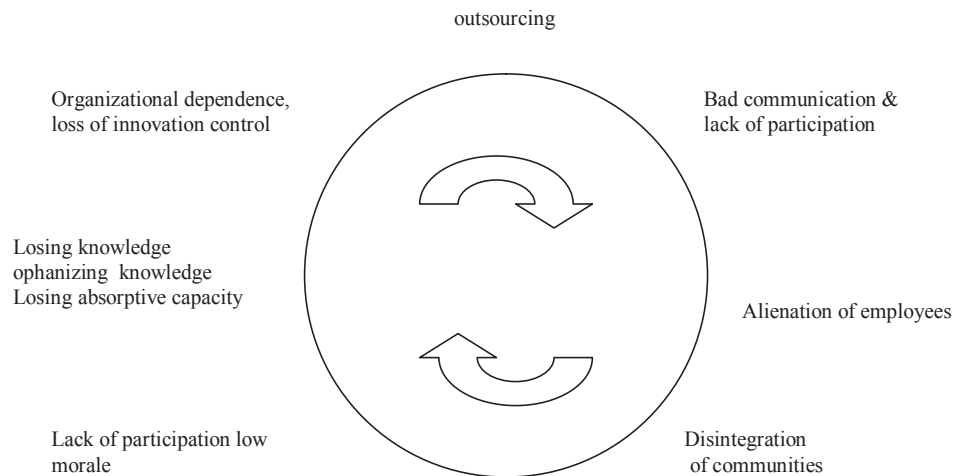 outsourcing
Organizational dependence,
loss of innovation control
Bad communication &
lack of participation
Losing knowledge
ophanizing knowledge
Losing absorptive capacity
Alienation of employees
Lack of participation low
morale
Disintegration
of communities